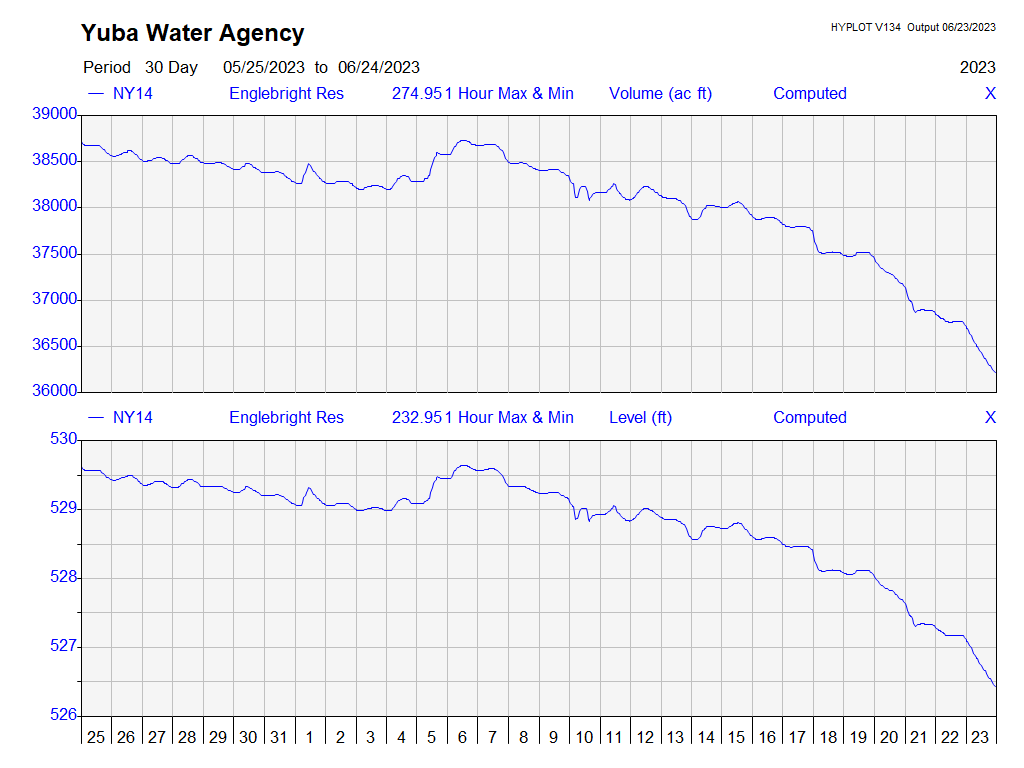 Yuba Water Agency
HYPLOT V134 Output 06/23/2023
Period 30 Day 05/25/2023 to 06/24/2023
2023
NY14 Englebright Res 274.951 Hour Max & Min Volume (ac ft) Computed X
39000
38500
38000
37500
37000
36500
36000
NY14 Englebright Res 232.951 Hour Max & Min Level (ft) Computed X
530
529
528
527
526
25 26 27 28 29 30 31 1 2 3 4 5 6 7 8 9 10 11 12 13 14 15 16 17 18 19 20 21 22 23